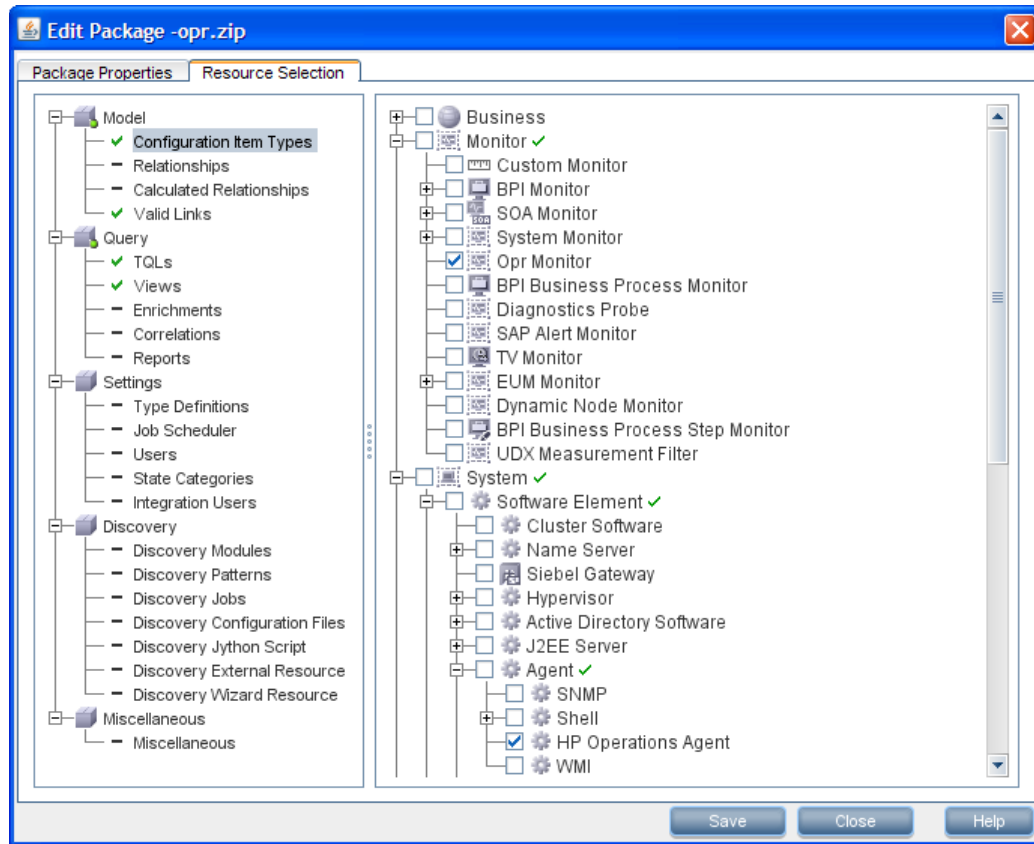 Edit Package -opr.zip
Package Properties
Resource Selection
Model
Configuration Item Types
Relationships
Calculated Relationships
Valid Links
Query
TQLs
Views
Enrichments
Correlations
Reports
Settings
Type Definitions
Job Scheduler
Users
State Categories
Integration Users
Discovery
Discovery Modules
Discovery Patterns
Discovery Jobs
Discovery Configuration Files
Discovery Jython Script
Discovery External Resource
Discovery Wizard Resource
Miscellaneous
Miscellaneous
Business
Monitor
Custom Monitor
BPI Monitor
SOA Monitor
System Monitor
Opr Monitor
BPI Business Process Monitor
Diagnostics Probe
SAP Alert Monitor
TV Monitor
EUM Monitor
Dynamic Node Monitor
BPI Business Process Step Monitor
UDX Measurement Filter
System
Software Element
Cluster Software
Name Server
Siebel Gateway
Hypervisor
Active Directory Software
J2EE Server
Agent
SNMP
Shell
HP Operations Agent
WMI
Save
Close
Help